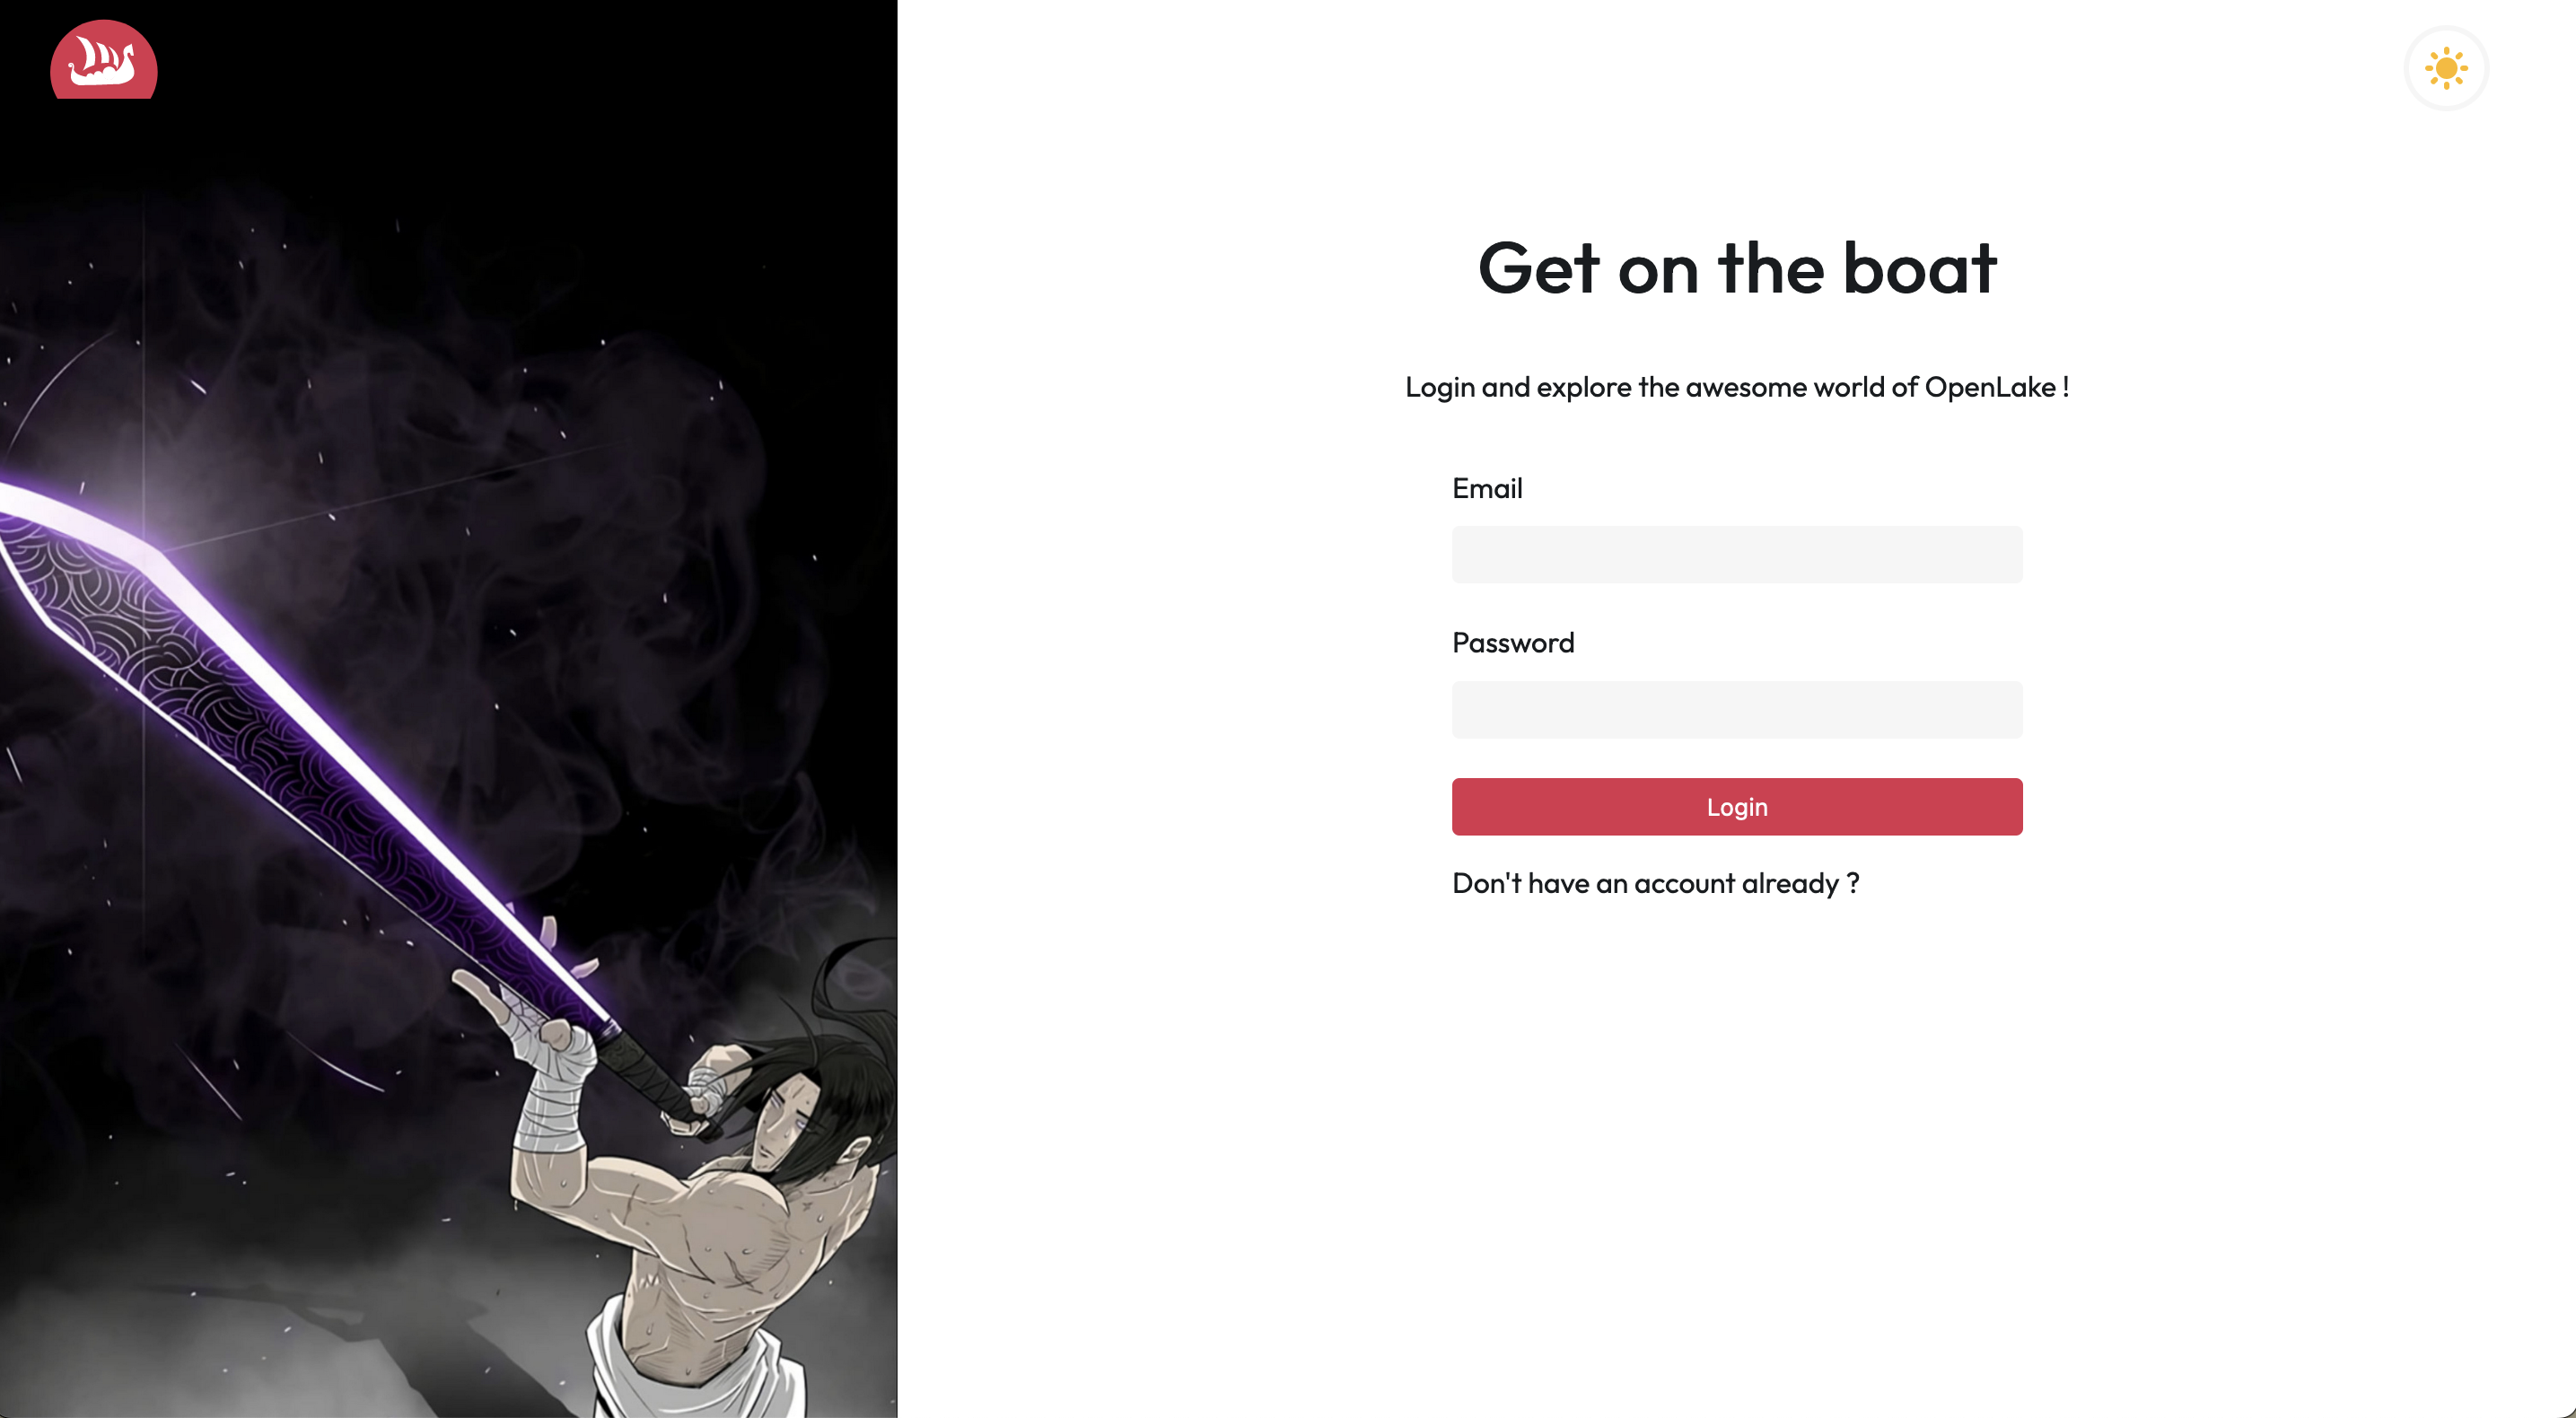 Get on the boat
Login and explore the awesome world of OpenLake !
Email
Password
Login
Don't have an account already ?